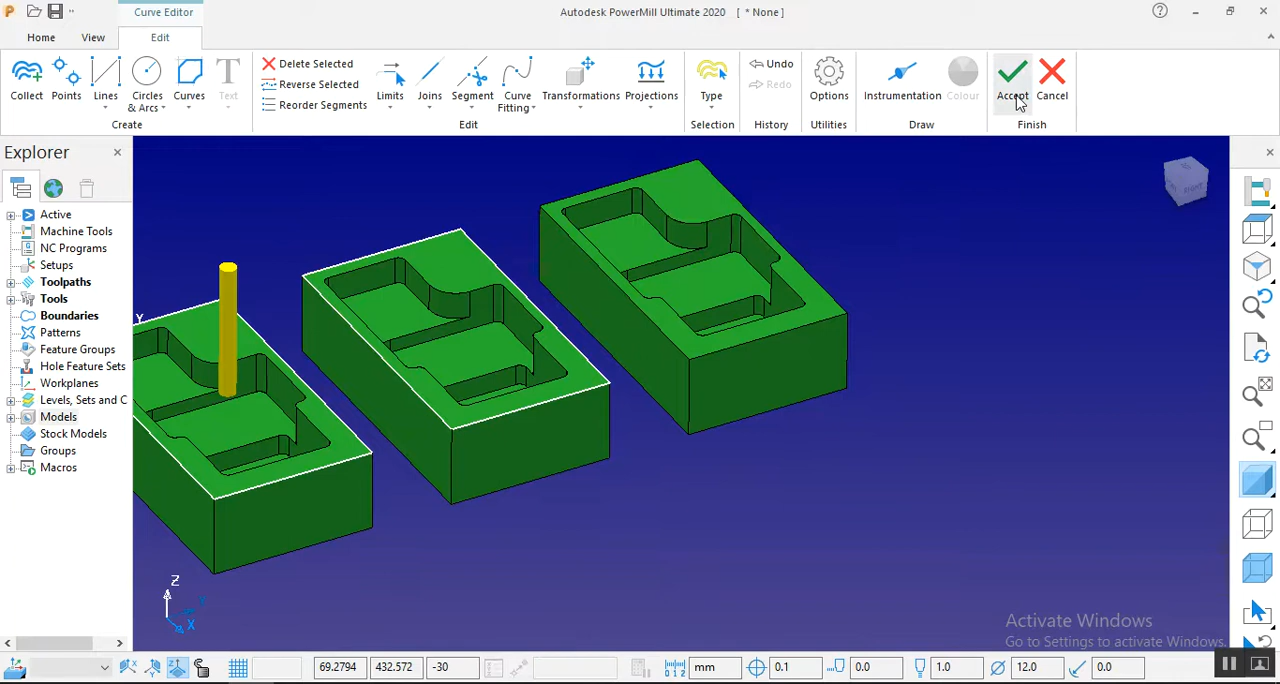 Curve Editor
Autodesk PowerMill Ultimate 2020 [ * None ]
Home
View
Edit
Collect
Points
Lines
Circles
& Arcs
Curves
Text
Create
Delete Selected
Reverse Selected
Reorder Segments
Limits
Joins
Segment
Curve
Fitting
Transformations
Projections
Edit
Type
Selection
Undo
Redo
History
Options
Utilities
Instrumentation
Colour
Draw
Accept
Cancel
Finish
Explorer
Active
Machine Tools
NC Programs
Setups
Toolpaths
Tools
Boundaries
Patterns
Feature Groups
Hole Feature Sets
Workplanes
Levels, Sets and C
Models
Stock Models
Groups
Macros
Y
Z
X
RIGHT
Activate Windows
Go to Settings to activate Windows.
69.2794
432.572
-30
mm
0.1
0.0
1.0
12.0
0.0